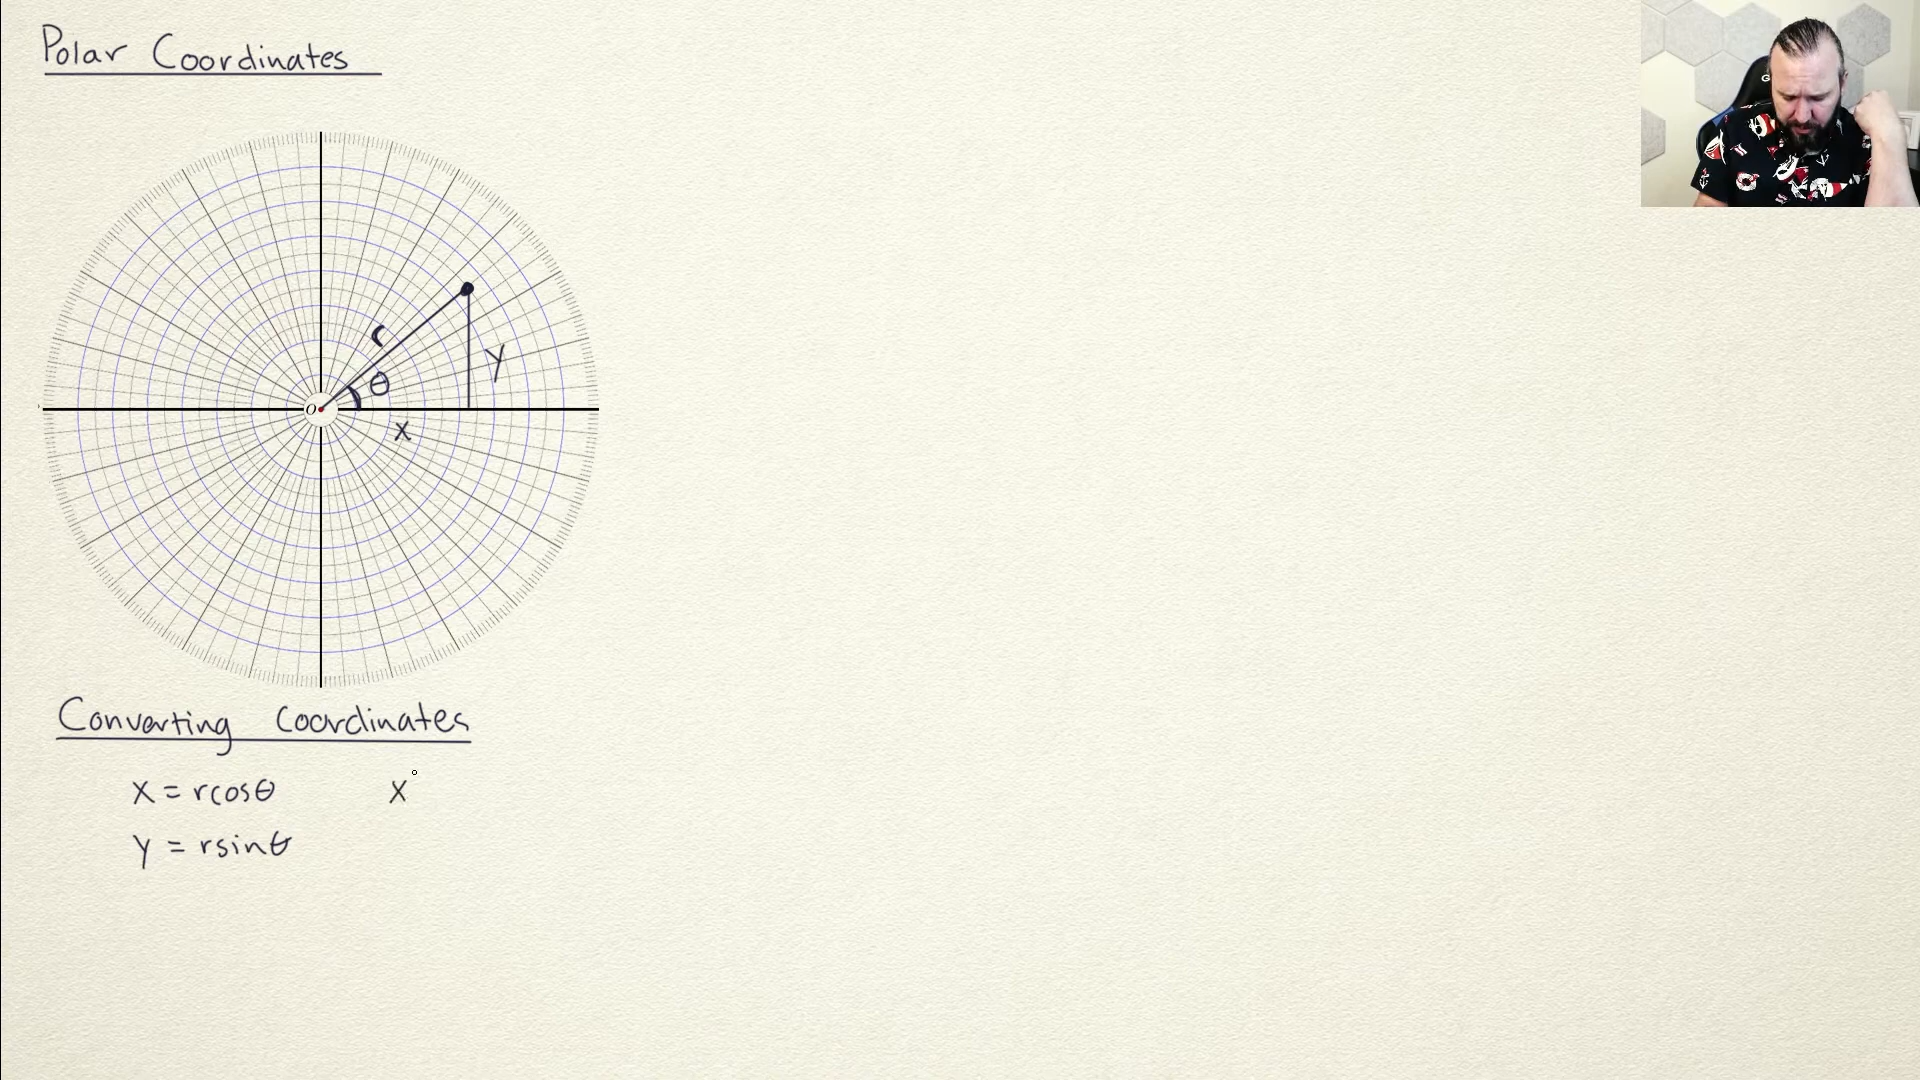 Polar Coordinates
r
y
θ
O
x
Converting Coordinates
x = rcosθ
x
y = rsinθ
G